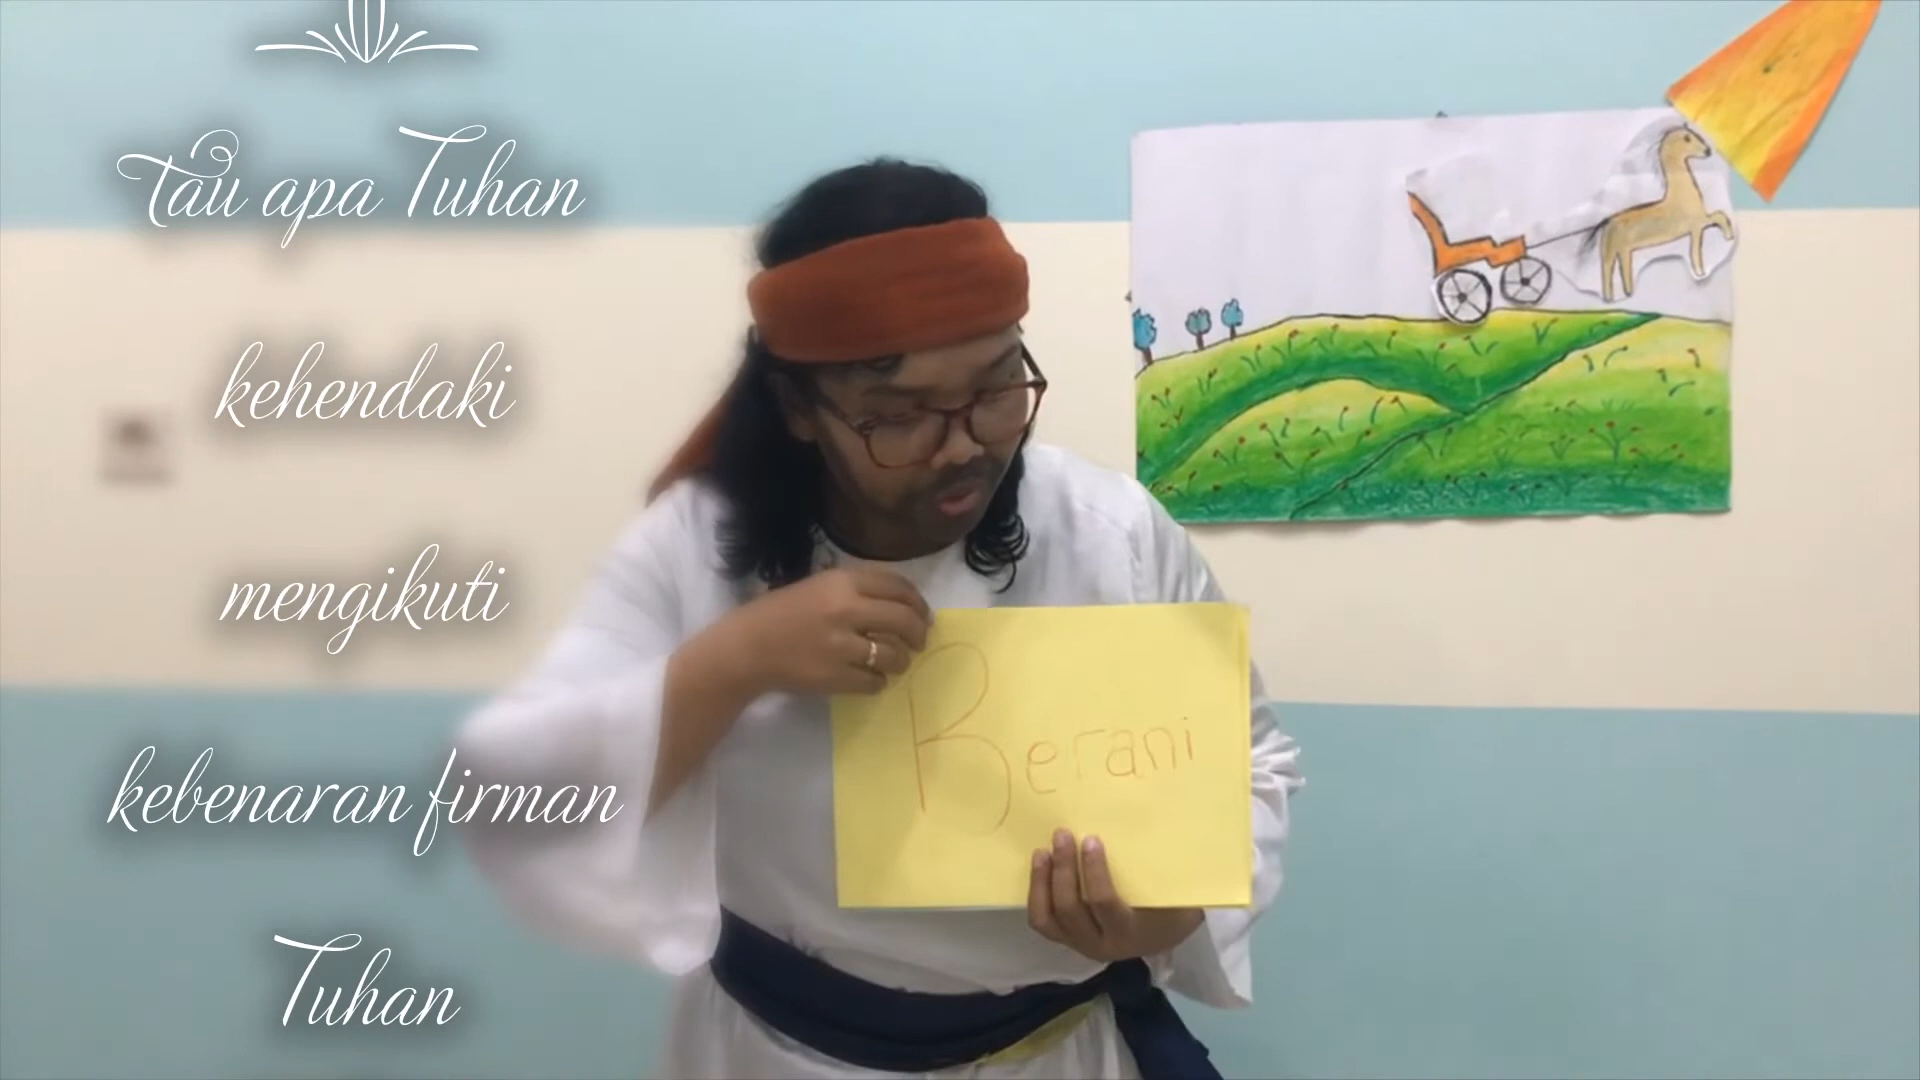 tau apa Tuhan
kehendaki
mengikuti
kebenaran firman
Tuhan
Berani